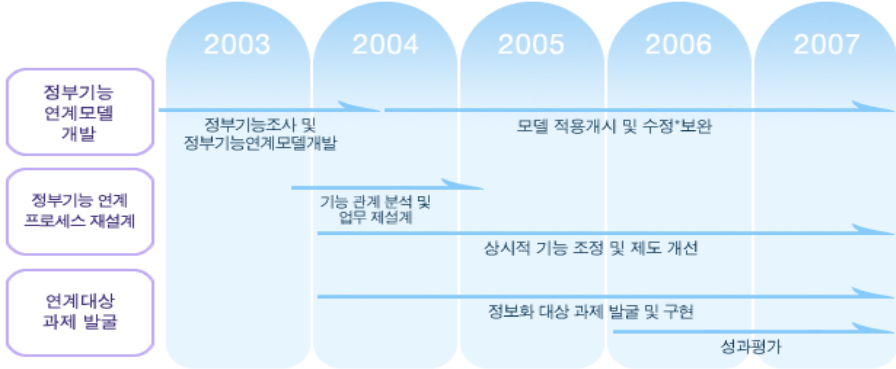 2003 2004 2005 2006 2007
정부기능
연계모델
개발
정부기능조사 및
정부기능연계모델개발
모델 적용개시 및 수정*보완
정부기능 연계
프로세스 재설계
기능 관계 분석 및
업무 제설계
상시적 기능 조정 및 제도 개선
연계대상
과제 발굴
정보화 대상 과제 발굴 및 구현
성과평가